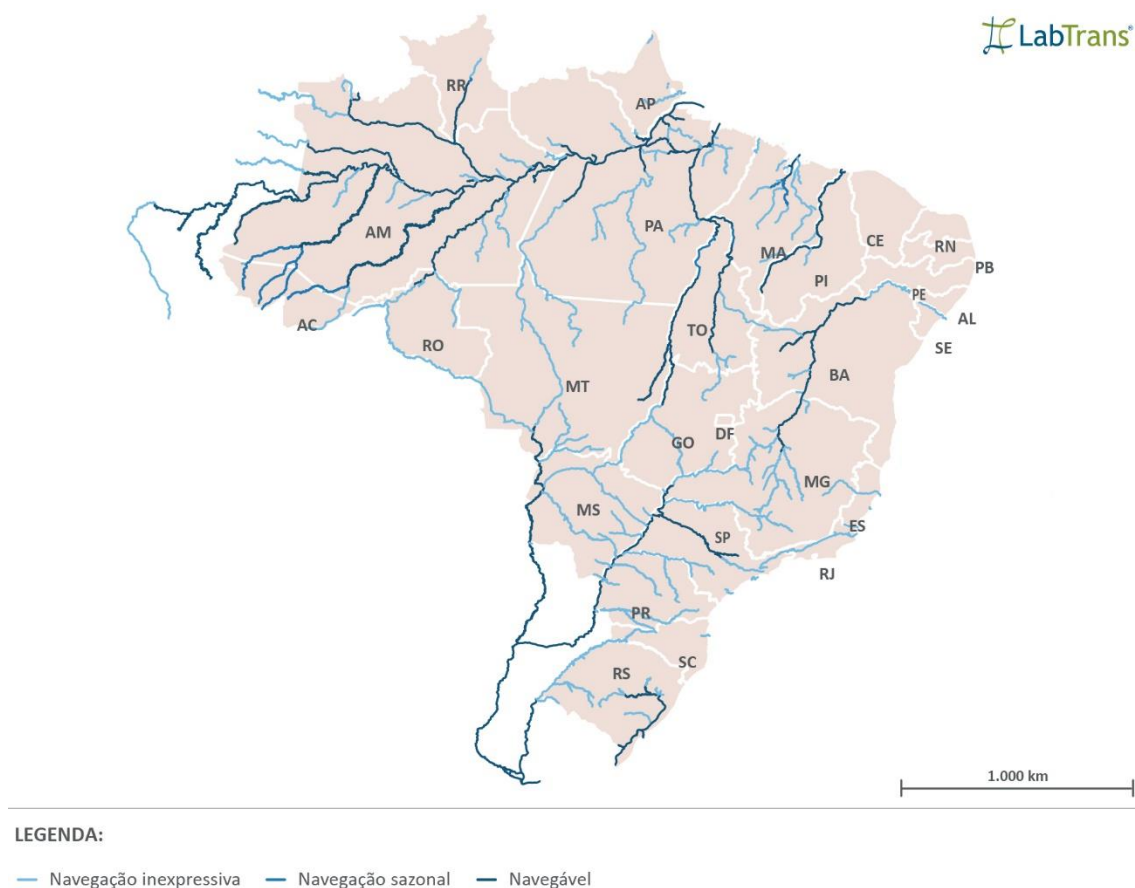 LabTrans
RR
AP
AM
PA
MA
CE
RN
PB
PI
PE
AL
SE
AC
RO
TO
BA
MT
GO
DF
MG
MS
ES
SP
RJ
PR
SC
RS
1.000 km
LEGENDA:
Navegação inexpressiva
Navegação sazonal
Navegável